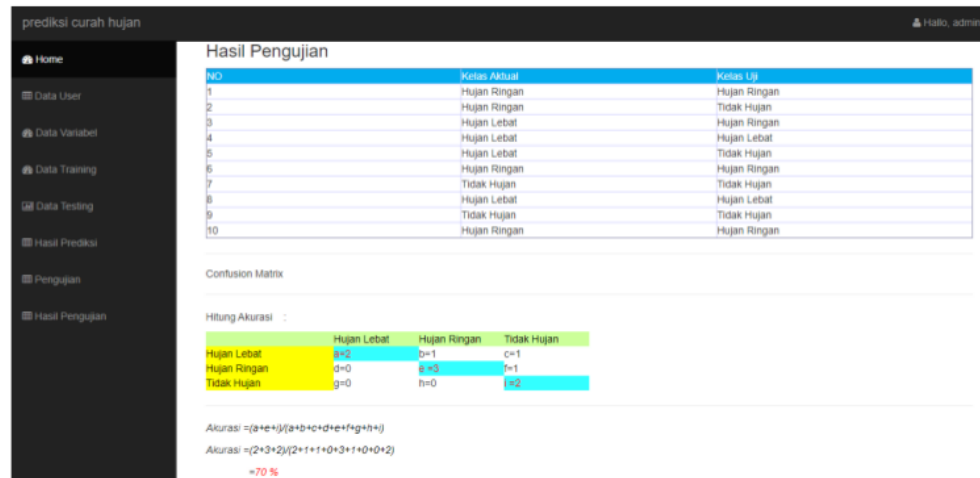 prediksi curah hujan
Hallo, admin
Home
Data User
Data Variabel
Data Training
Data Testing
Hasil Prediksi
Pengujian
Hasil Pengujian
Hasil Pengujian
NO Kelas Aktual Kelas Uji
1 Hujan Ringan Hujan Ringan
2 Hujan Ringan Tidak Hujan
3 Hujan Lebat Hujan Ringan
4 Hujan Lebat Hujan Lebat
5 Hujan Lebat Tidak Hujan
6 Hujan Ringan Hujan Ringan
7 Tidak Hujan Tidak Hujan
8 Hujan Lebat Hujan Lebat
9 Tidak Hujan Tidak Hujan
10 Hujan Ringan Hujan Ringan
Confusion Matrix
Hitung Akurasi :
Hujan Lebat Hujan Ringan Tidak Hujan
Hujan Lebat a=2 b=1 c=1
Hujan Ringan d=0 e =3 f=1
Tidak Hujan g=0 h=0 i =2
Akurasi =(a+e+i)/(a+b+c+d+e+f+g+h+i)
Akurasi =(2+3+2)/(2+1+1+0+3+1+0+0+2)
=70 %